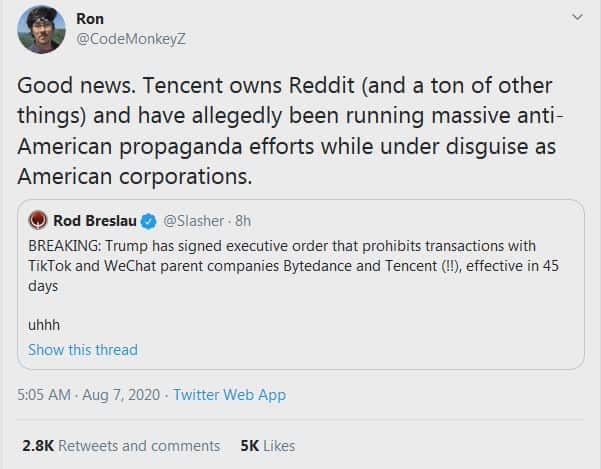 Ron
@CodeMonkeyZ
Good news. Tencent owns Reddit (and a ton of other
things) and have allegedly been running massive anti-
American propaganda efforts while under disguise as
American corporations.
Rod Breslau @Slasher · 8h
BREAKING: Trump has signed executive order that prohibits transactions with
TikTok and WeChat parent companies Bytedance and Tencent (!!), effective in 45
days
uhhh
Show this thread
5:05 AM · Aug 7, 2020 · Twitter Web App
2.8K Retweets and comments 5K Likes